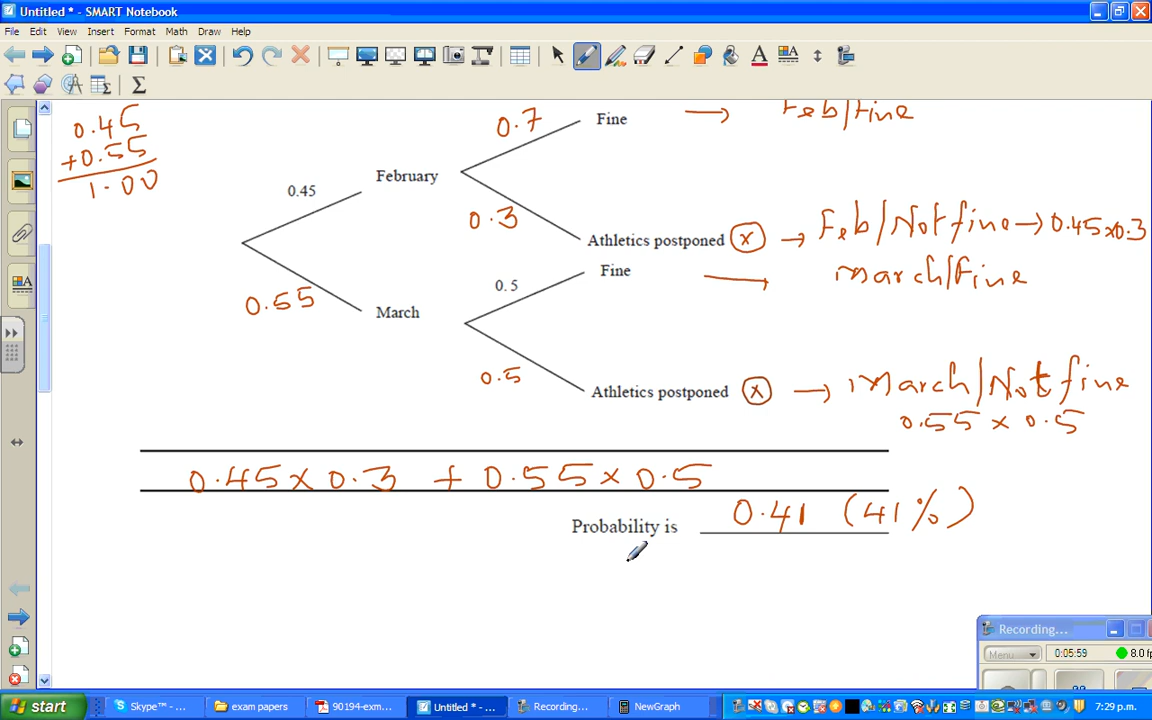 Untitled * - SMART Notebook
File Edit View Insert Format Math Draw Help
0.45
+0.55
1.00
0.7
Fine
Feb/Fine
0.45
February
0.3
Athletics postponed x
Feb/Not fine → 0.45x0.3
Fine
march/Fine
0.5
0.55
March
0.5
Athletics postponed x
march/Not fine
0.55 x 0.5
0.45 x 0.3 + 0.55 x 0.5
Probability is 0.41 (41%)
Recording...
Menu
0:05:59
8.0 f
start
Skype™ - ...
exam papers
90194-exm...
Untitled * - ...
Recording...
NewGraph
7:29 p.m.